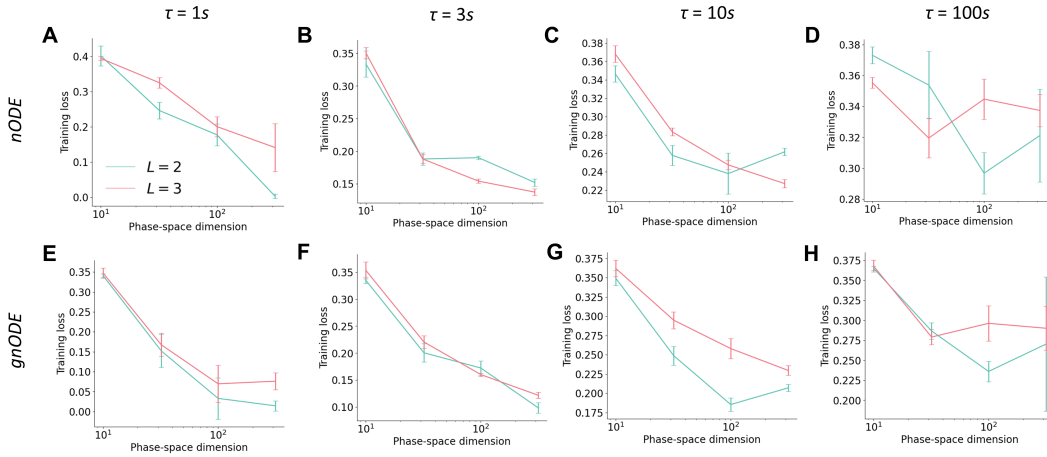 τ = 1s
τ = 3s
τ = 10s
τ = 100s
nODE
A
Training loss
0.4
0.3
0.2
0.1
0.0
L = 2
L = 3
10¹
10²
Phase-space dimension
B
Training loss
0.35
0.30
0.25
0.20
0.15
10¹
10²
Phase-space dimension
C
Training loss
0.38
0.36
0.34
0.32
0.30
0.28
0.26
0.24
0.22
10¹
10²
Phase-space dimension
D
Training loss
0.38
0.36
0.34
0.32
0.30
0.28
10¹
10²
Phase-space dimension
gnODE
E
Training loss
0.35
0.30
0.25
0.20
0.15
0.10
0.05
0.00
10¹
10²
Phase-space dimension
F
Training loss
0.35
0.30
0.25
0.20
0.15
0.10
10¹
10²
Phase-space dimension
G
Training loss
0.375
0.350
0.325
0.300
0.275
0.250
0.225
0.200
0.175
10¹
10²
Phase-space dimension
H
Training loss
0.375
0.350
0.325
0.300
0.275
0.250
0.225
0.200
10¹
10²
Phase-space dimension